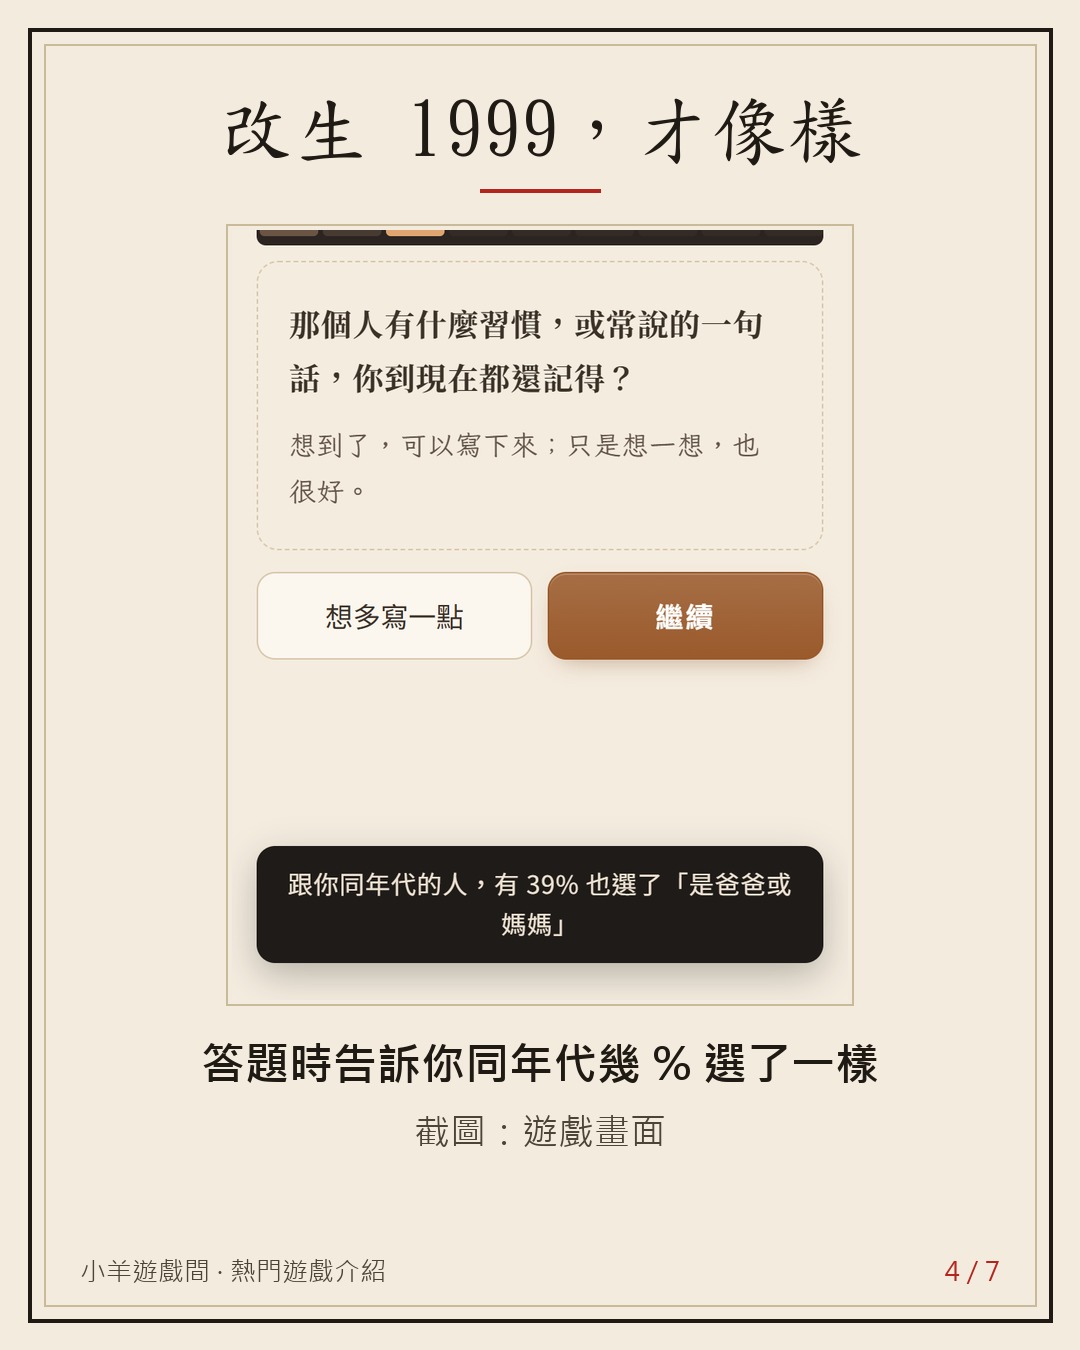 改生 1999，才像樣
那個人有什麼習慣，或常說的一句
話，你到現在都還記得？
想到了，可以寫下來；只是想一想，也
很好。
想多寫一點
繼續
跟你同年代的人，有 39% 也選了「是爸爸或
媽媽」
答題時告訴你同年代幾 % 選了一樣
截圖：遊戲畫面
小羊遊戲間 · 熱門遊戲介紹
4 / 7